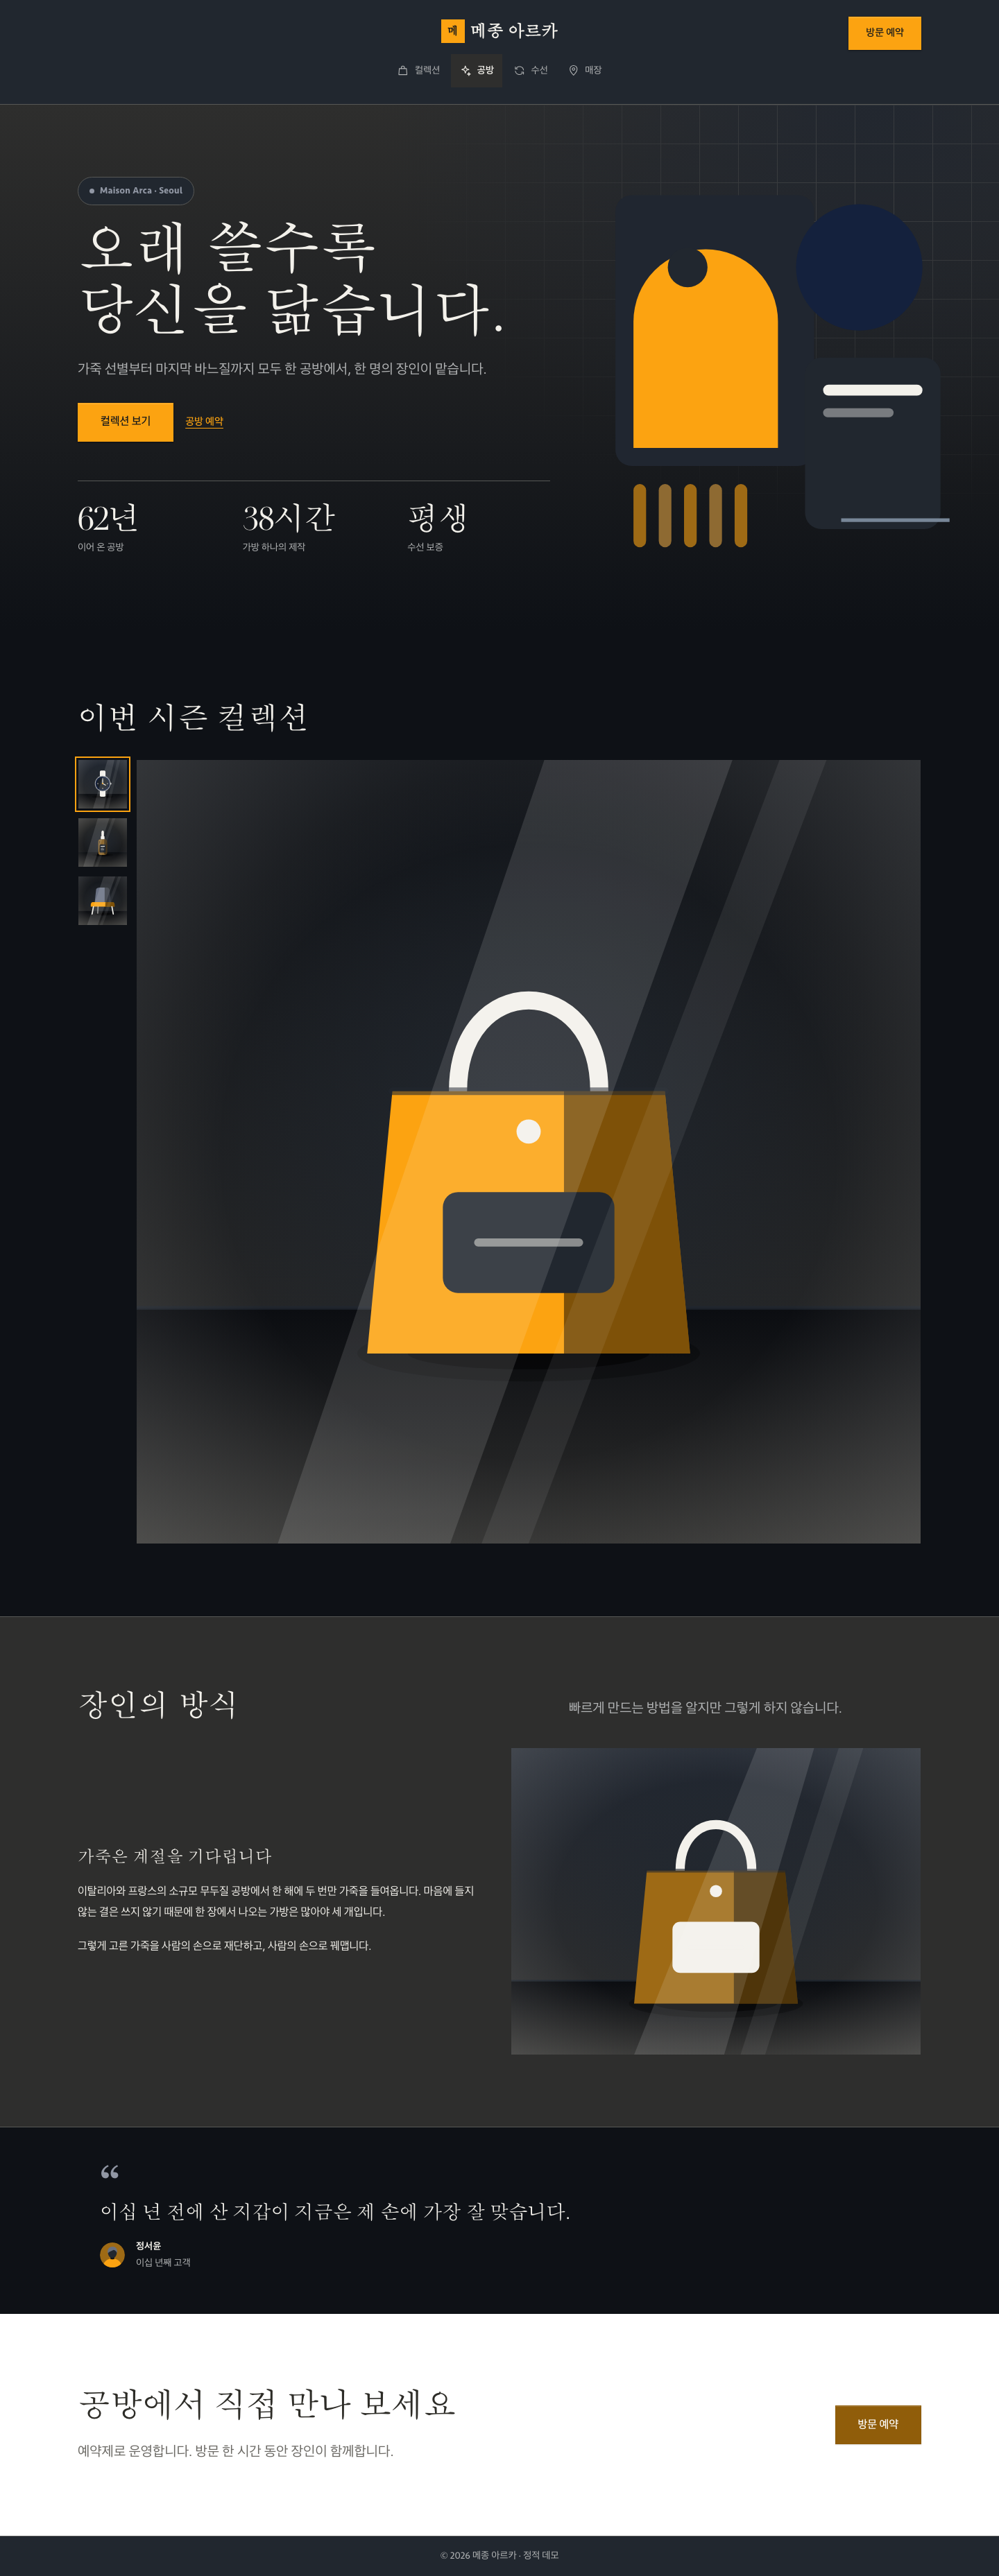 메 메종 아르카
방문 예약
컬렉션 공방 수선 매장
Maison Arca · Seoul
오래 쓸수록
당신을 닮습니다.
가죽 선별부터 마지막 바느질까지 모두 한 공방에서, 한 명의 장인이 맡습니다.
컬렉션 보기 공방 예약
62년 38시간 평생
이어 온 공방 가방 하나의 제작 수선 보증
이번 시즌 컬렉션
장인의 방식
빠르게 만드는 방법을 알지만 그렇게 하지 않습니다.
가죽은 계절을 기다립니다
이탈리아와 프랑스의 소규모 무두질 공방에서 한 해에 두 번만 가죽을 들여옵니다. 마음에 들지
않는 결은 쓰지 않기 때문에 한 장에서 나오는 가방은 많아야 세 개입니다.
그렇게 고른 가죽을 사람의 손으로 재단하고, 사람의 손으로 꿰맵니다.
“
이십 년 전에 산 지갑이 지금은 제 손에 가장 잘 맞습니다.
정서윤
이십 년째 고객
공방에서 직접 만나 보세요
예약제로 운영합니다. 방문 한 시간 동안 장인이 함께합니다.
방문 예약
© 2026 메종 아르카 · 정적 데모